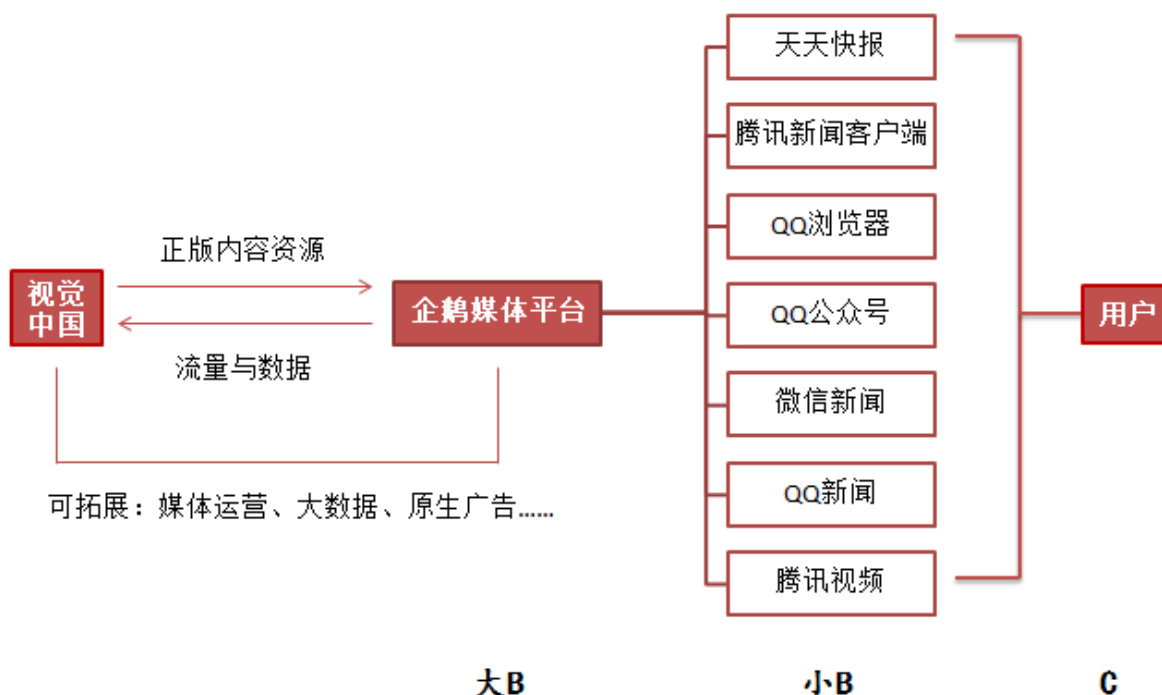 天天快报
腾讯新闻客户端
QQ浏览器
正版内容资源
视觉
中国
企鹅媒体平台
QQ公众号
用户
流量与数据
微信新闻
可拓展：媒体运营、大数据、原生广告……
QQ新闻
腾讯视频
大B
小B
C